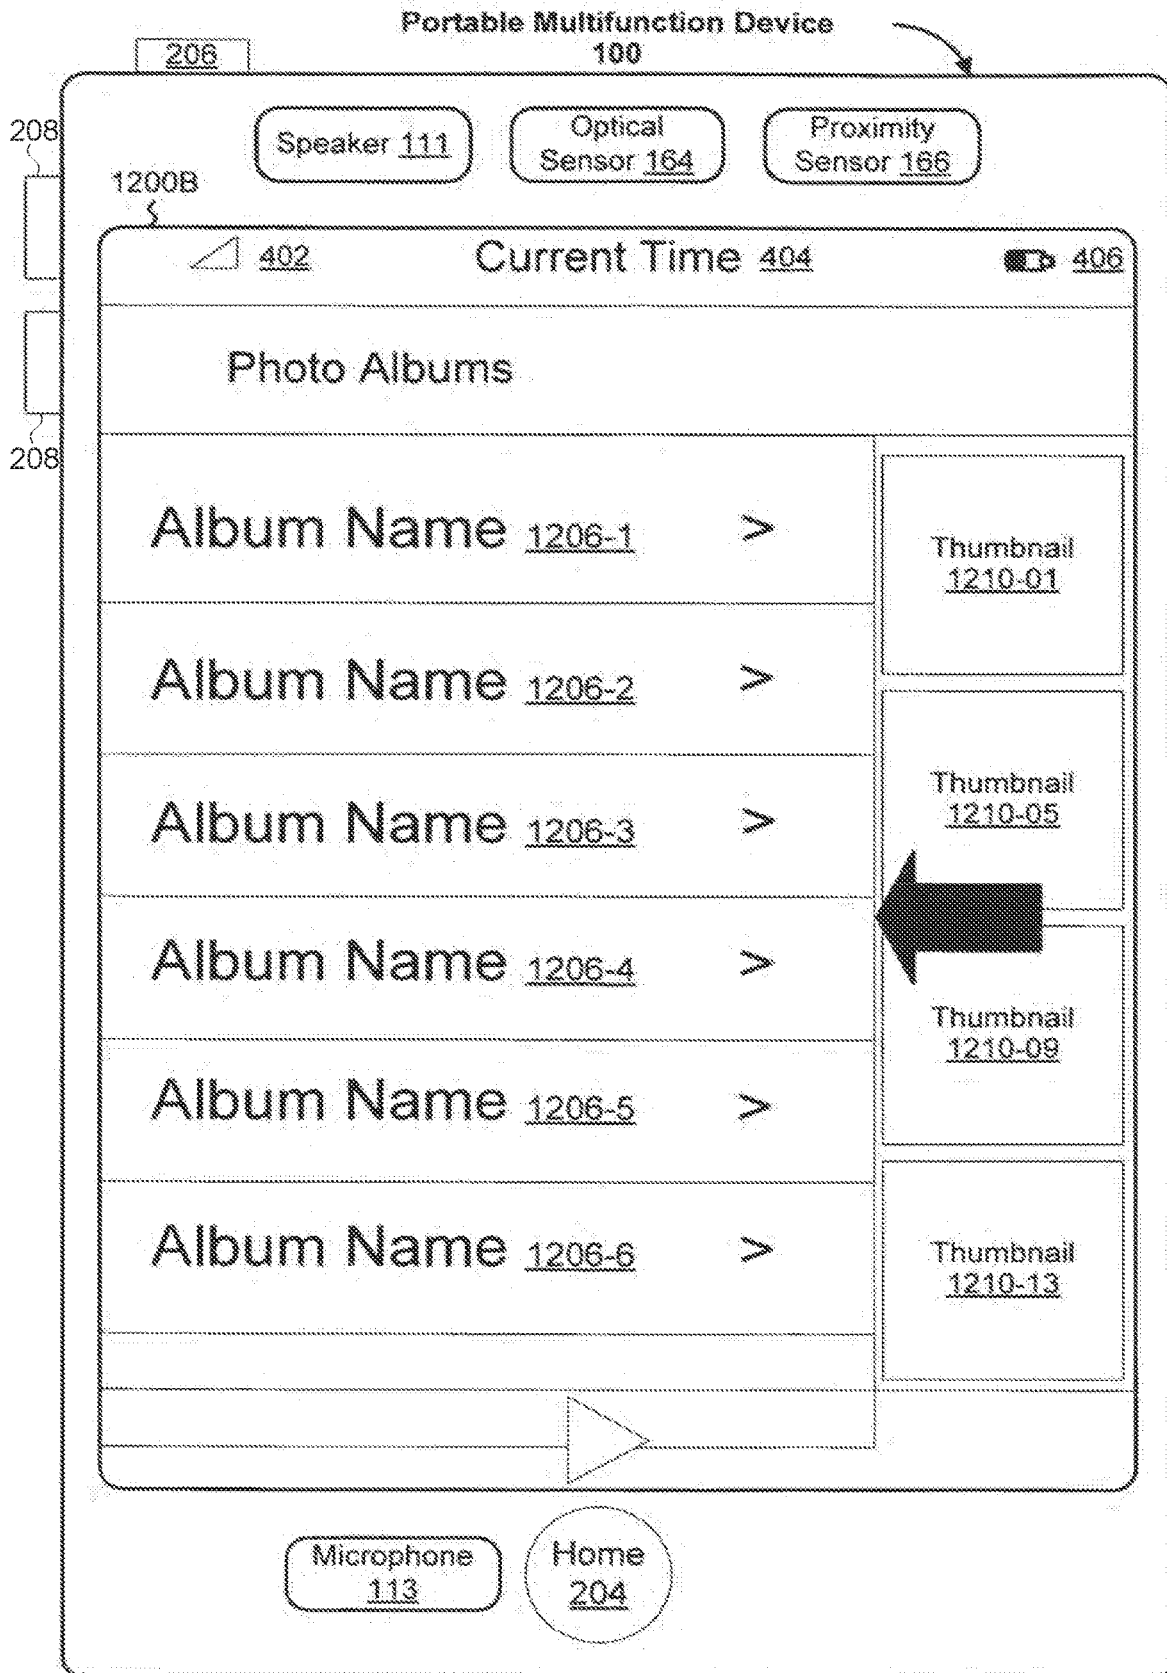 Portable Multifunction Device
100
206
208
Speaker 111
Optical
Sensor 164
Proximity
Sensor 166
1200B
402
Current Time 404
406
208
Photo Albums
Album Name 1206-1 >
Thumbnail
1210-01
Album Name 1206-2 >
Thumbnail
1210-05
Album Name 1206-3 >
Album Name 1206-4 >
Thumbnail
1210-09
Album Name 1206-5 >
Album Name 1206-6 >
Thumbnail
1210-13
Microphone
113
Home
204